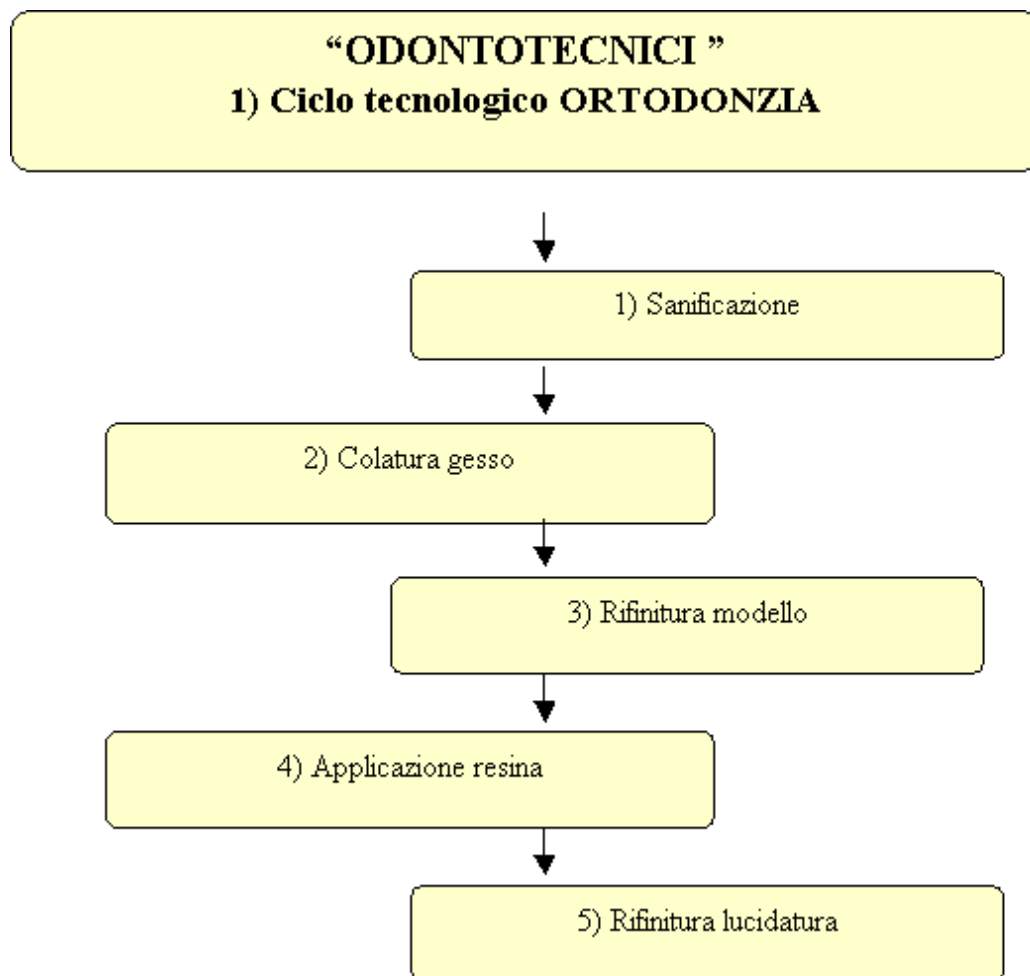 “ODONTOTECNICI ”
1) Ciclo tecnologico ORTODONZIA
1) Sanificazione
2) Colatura gesso
3) Rifinitura modello
4) Applicazione resina
5) Rifinitura lucidatura